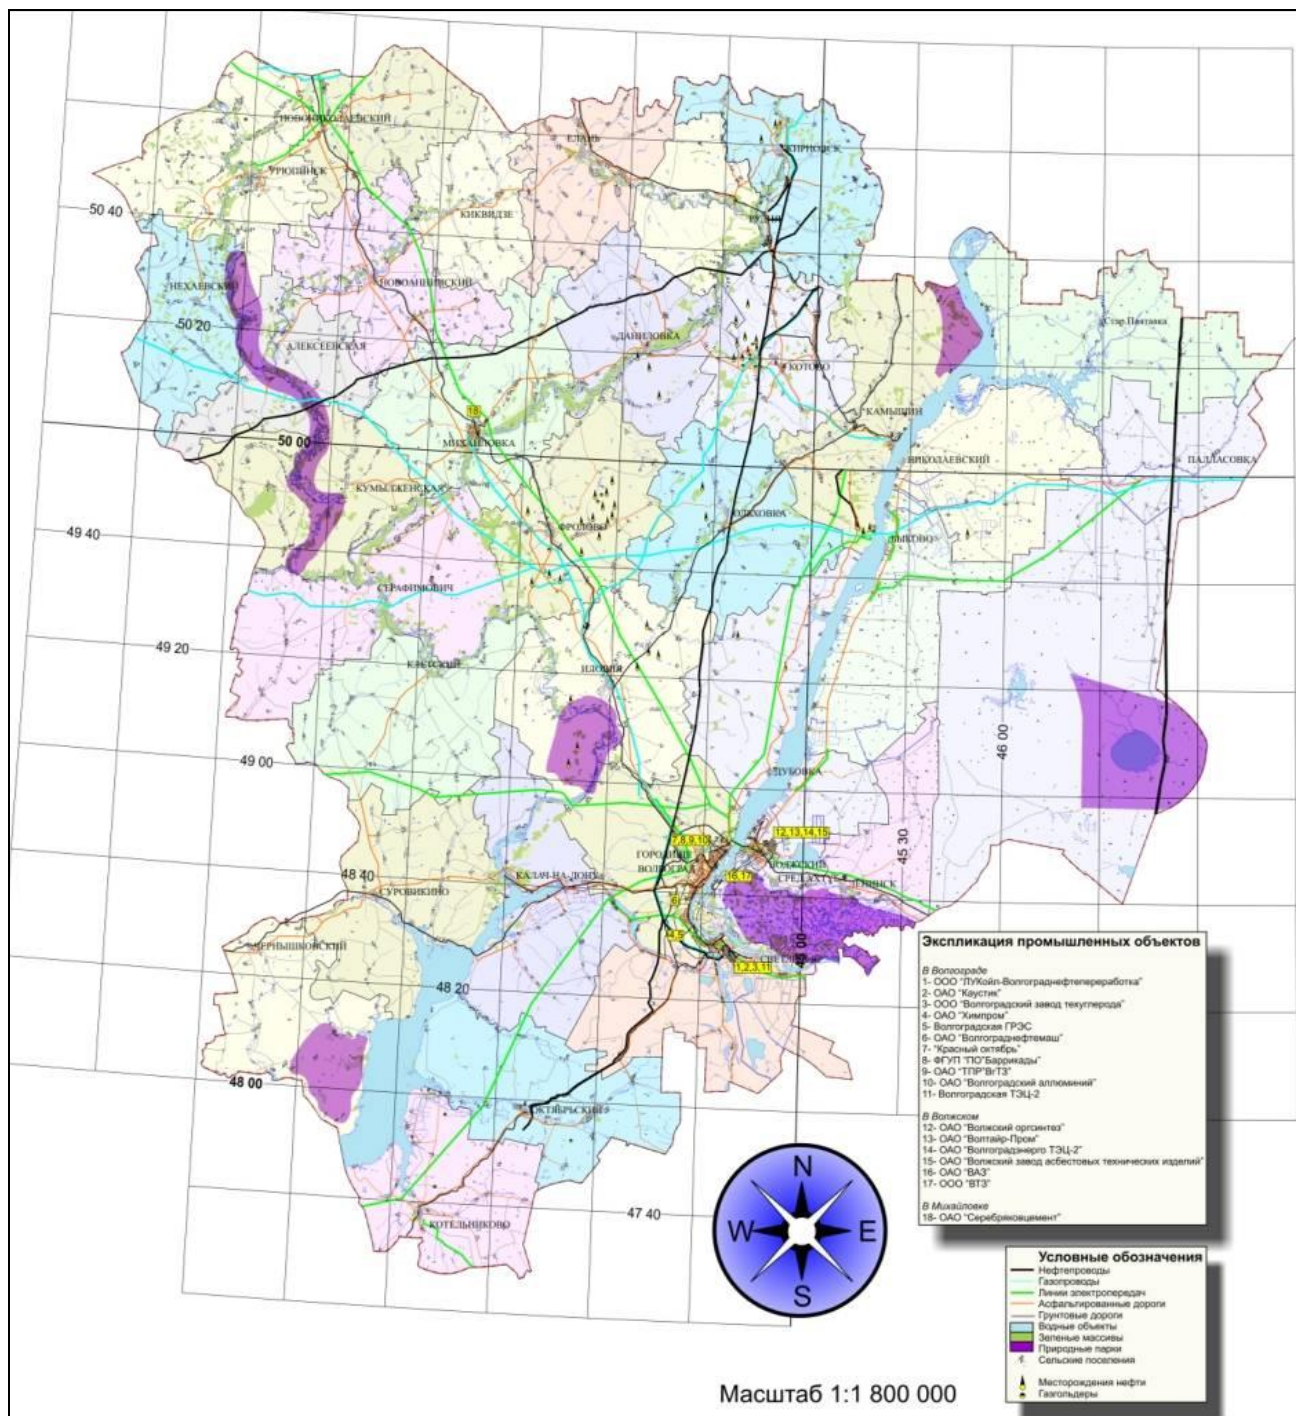 НОВОНИКОЛАЕВСКИЙ
ЕЛАНЬ
ЖИРНОВСК
УРЮПИНСК
50 40
КИКВИДЗЕ
РУДНЯ
НЕХАЕВСКИЙ
НОВОАННИНСКИЙ
50 20
Стар.Полтавка
АЛЕКСЕЕВСКАЯ
ДАНИЛОВКА
КОТОВО
18
КАМЫШИН
50 00
МИХАЙЛОВКА
НИКОЛАЕВСКИЙ
ПАЛЛАСОВКА
КУМЫЛЖЕНСКАЯ
ОЛЬХОВКА
ФРОЛОВО
49 40
БЫКОВО
СЕРАФИМОВИЧ
49 20
КЛЕТСКИЙ
ИЛОВЛЯ
46 00
49 00
ДУБОВКА
12,13,14,15
7,8,9,10
45 30
ГОРОДИЩЕ
ВОЛЖСКИЙ
ВОЛГОГРАД
48 40
КАЛАЧ-НА-ДОНУ
16,17
СРЕД.АХТУБА
ЛЕНИНСК
СУРОВИКИНО
6
4,5
ЧЕРНЫШКОВСКИЙ
45 00
СВЕТЛЫЙ ЯР
1,2,3,11
48 20
48 00
ОКТЯБРЬСКИЙ
47 40
КОТЕЛЬНИКОВО
N
W
E
S
Экспликация промышленных объектов
В Волгограде
1- ООО "ЛУКойл-Волгограднефтепереработка"
2- ОАО "Каустик"
3- ООО "Волгоградский завод техуглерода"
4- ОАО "Химпром"
5- Волгоградская ГРЭС
6- ОАО "Волгограднефтемаш"
7- "Красный октябрь"
8- ФГУП "ПО"Баррикады"
9- ОАО "ТПР"ВгТЗ"
10- ОАО "Волгоградский аллюминий"
11- Волгоградская ТЭЦ-2
В Волжском
12- ОАО "Волжский оргсинтез"
13- ОАО "Волтайр-Пром"
14- ОАО "Волгоградэнерго ТЭЦ-2"
15- ОАО "Волжский завод асбестовых технических изделий"
16- ОАО "ВАЗ"
17- ООО "ВТЗ"
В Михайловке
18- ОАО "Серебряковцемент"
Условные обозначения
Нефтепроводы
Газопроводы
Линии электропередач
Асфальтированные дороги
Грунтовые дороги
Водные объекты
Зеленые массивы
Природные парки
Сельские поселения
Месторождения нефти
Газгольдеры
Масштаб 1:1 800 000